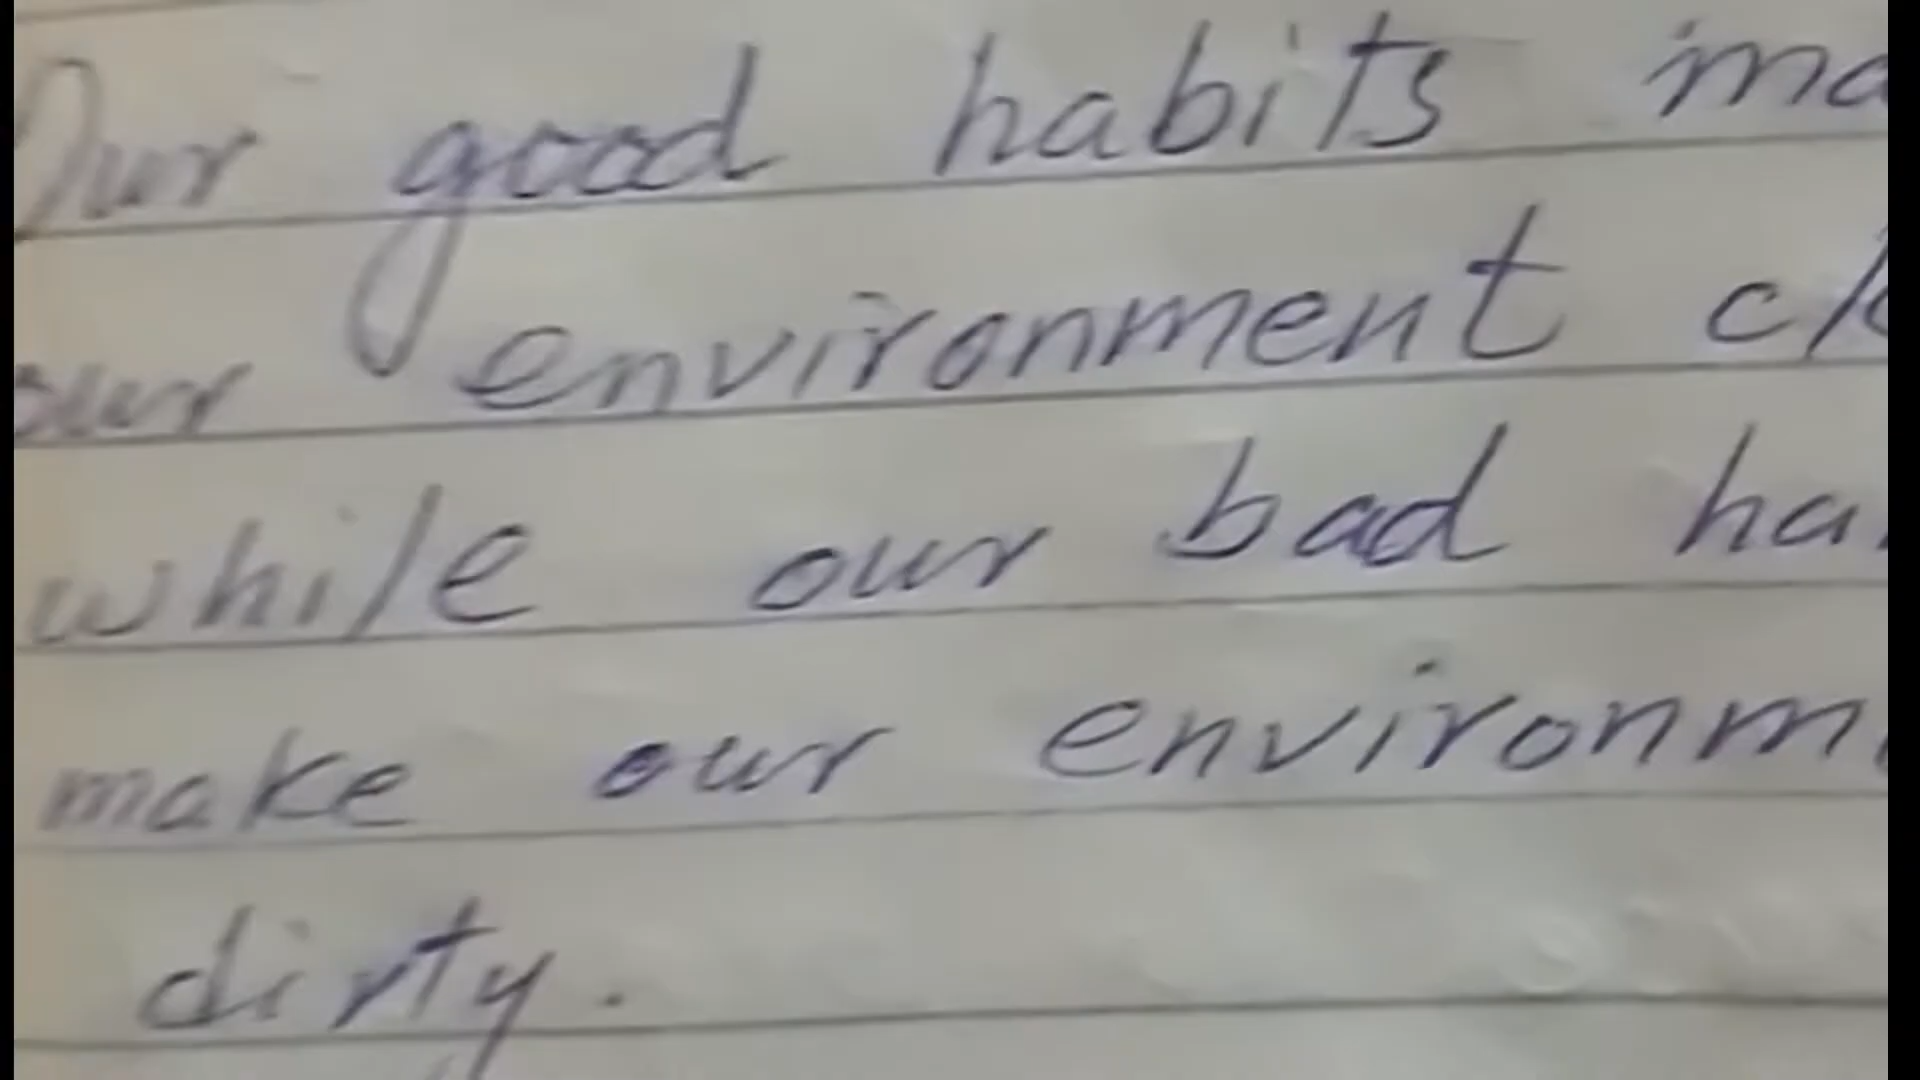 Our good habits ma
our environment cl
while our bad ha
make our environm
dirty.